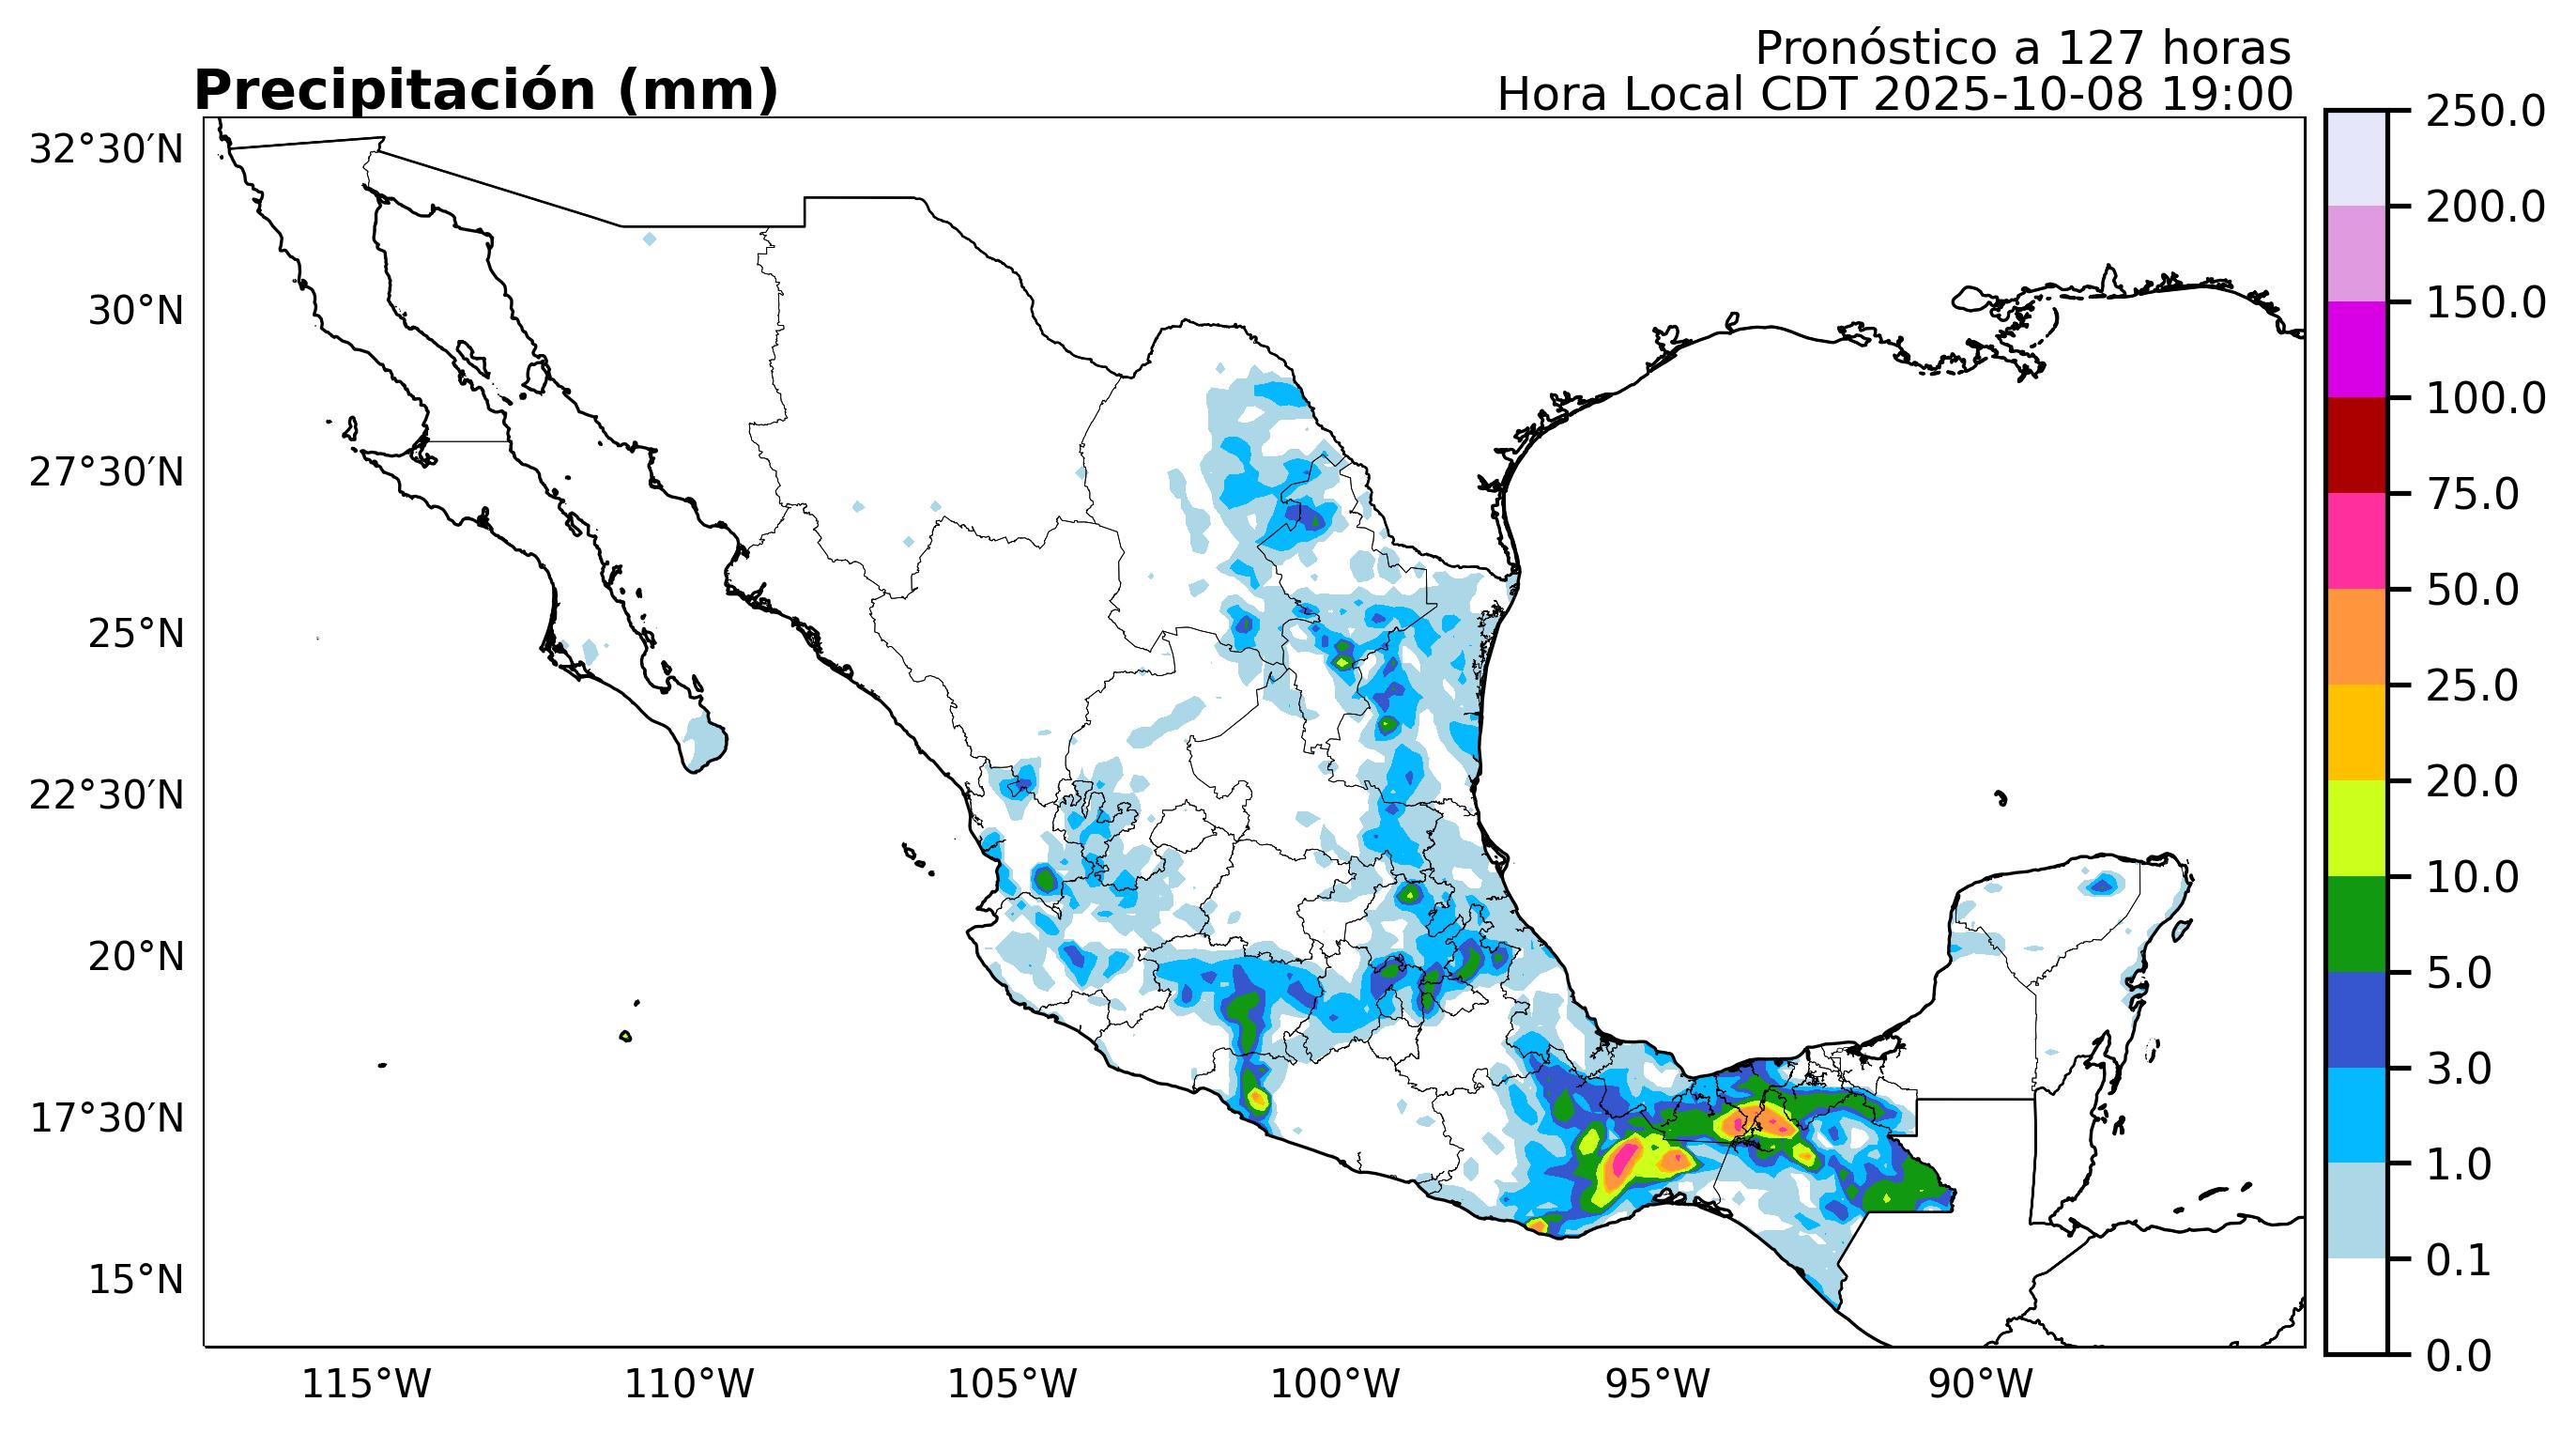 Pronóstico a 127 horas
Precipitación (mm)
Hora Local CDT 2025-10-08 19:00
32°30′N
30°N
27°30′N
25°N
22°30′N
20°N
17°30′N
15°N
115°W
110°W
105°W
100°W
95°W
90°W
250.0
200.0
150.0
100.0
75.0
50.0
25.0
20.0
10.0
5.0
3.0
1.0
0.1
0.0